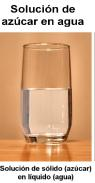 Solución de
azúcar en agua
Solución de sólido (azúcar)
en líquido (agua)